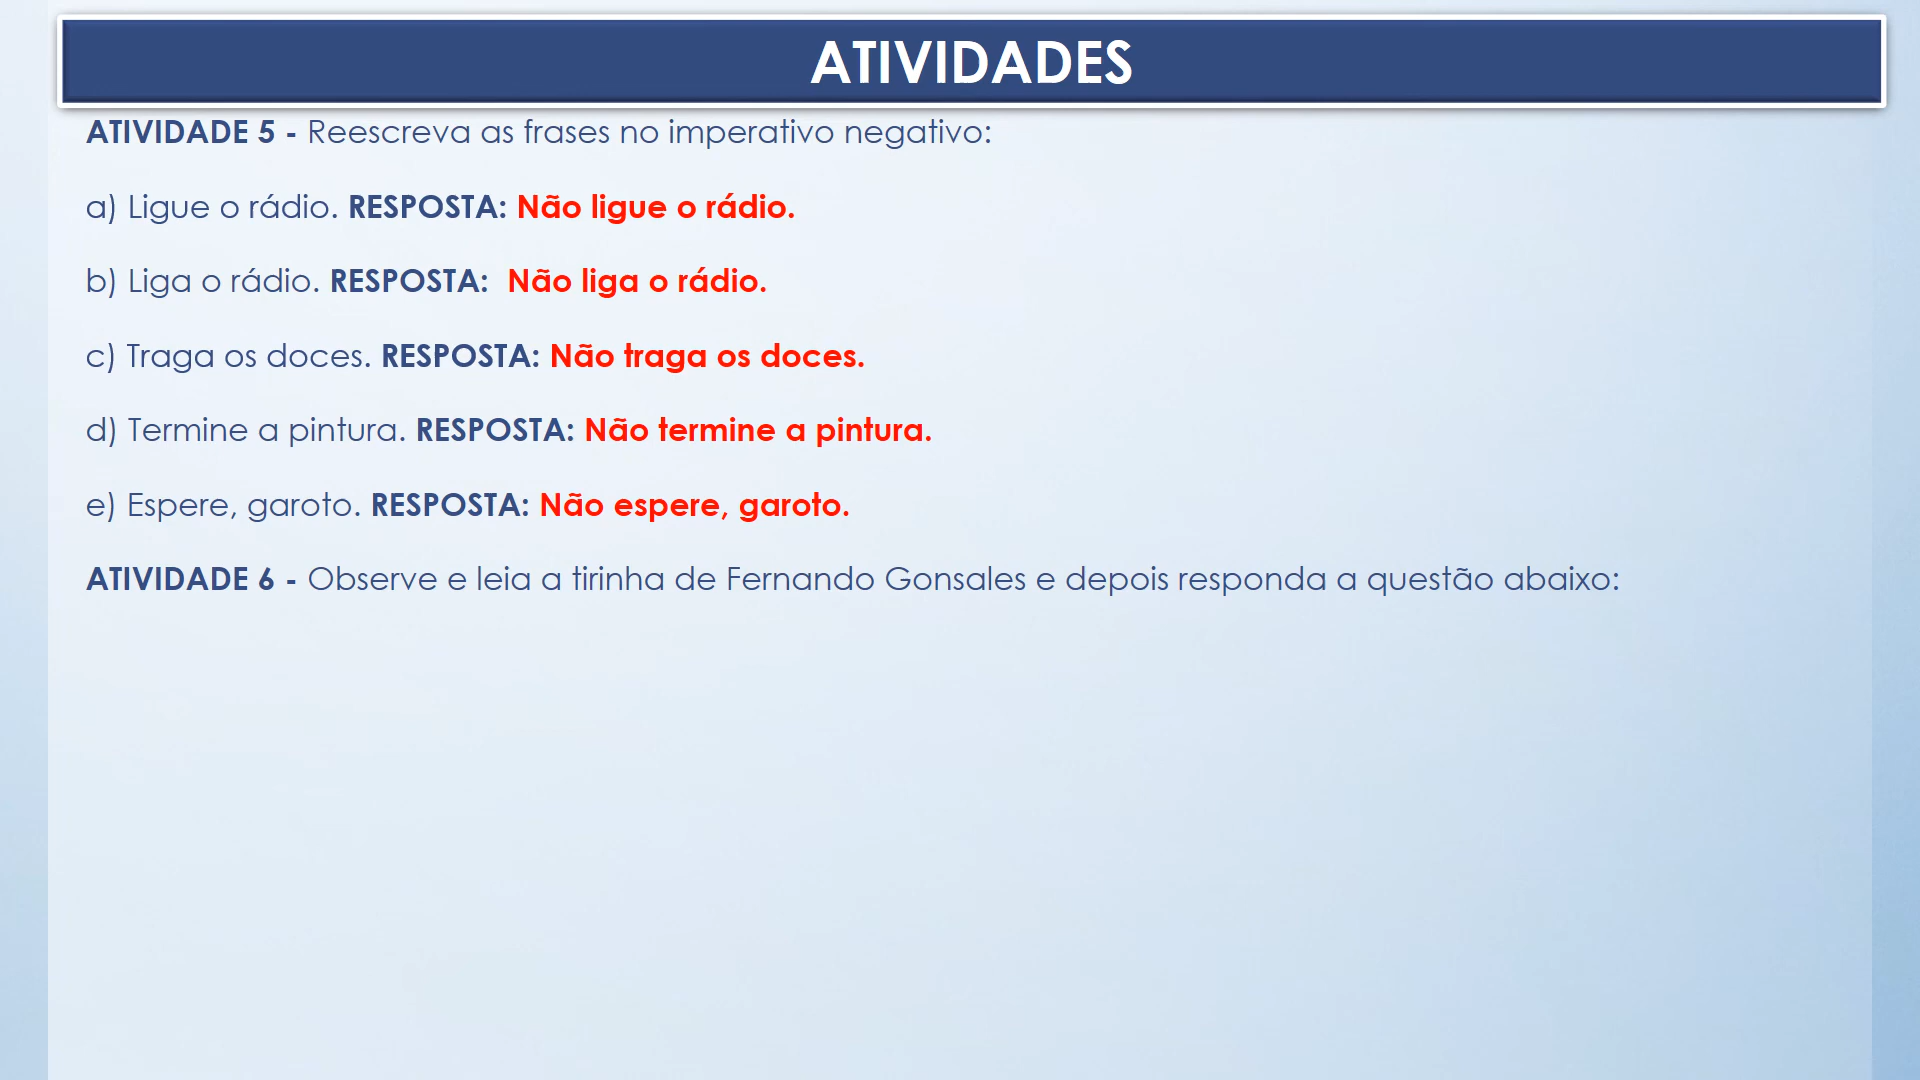 ATIVIDADES
ATIVIDADE 5 - Reescreva as frases no imperativo negativo:
a) Ligue o rádio. RESPOSTA: Não ligue o rádio.
b) Liga o rádio. RESPOSTA: Não liga o rádio.
c) Traga os doces. RESPOSTA: Não traga os doces.
d) Termine a pintura. RESPOSTA: Não termine a pintura.
e) Espere, garoto. RESPOSTA: Não espere, garoto.
ATIVIDADE 6 - Observe e leia a tirinha de Fernando Gonsales e depois responda a questão abaixo: